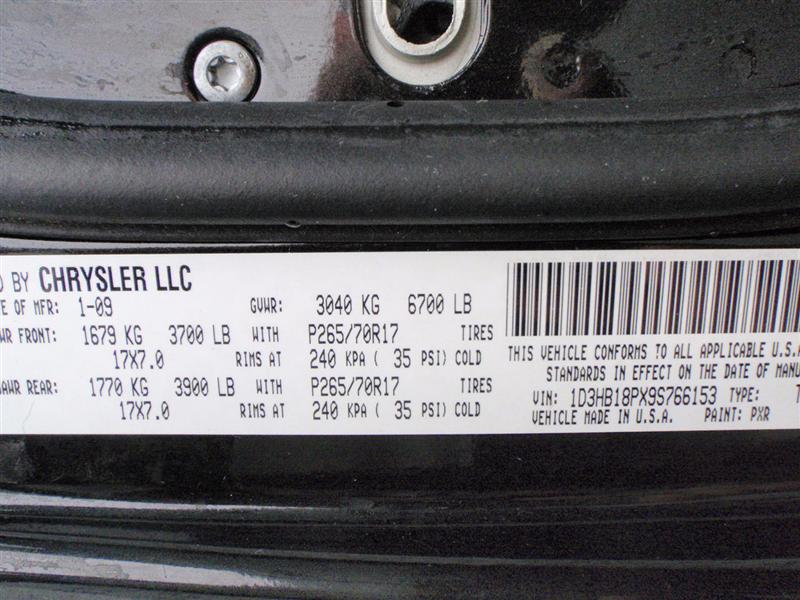 BY CHRYSLER LLC
OF MFR: 1-09 GVWR: 3040 KG 6700 LB
FRONT: 1679 KG 3700 LB WITH P265/70R17 TIRES
17X7.0 RIMS AT 240 KPA ( 35 PSI) COLD
REAR: 1770 KG 3900 LB WITH P265/70R17 TIRES
17X7.0 RIMS AT 240 KPA ( 35 PSI) COLD
THIS VEHICLE CONFORMS TO ALL APPLICABLE U.S.A
STANDARDS IN EFFECT ON THE DATE OF MANU
VIN: 1D3HB18PX9S766153 TYPE: T
VEHICLE MADE IN U.S.A. PAINT: PXR